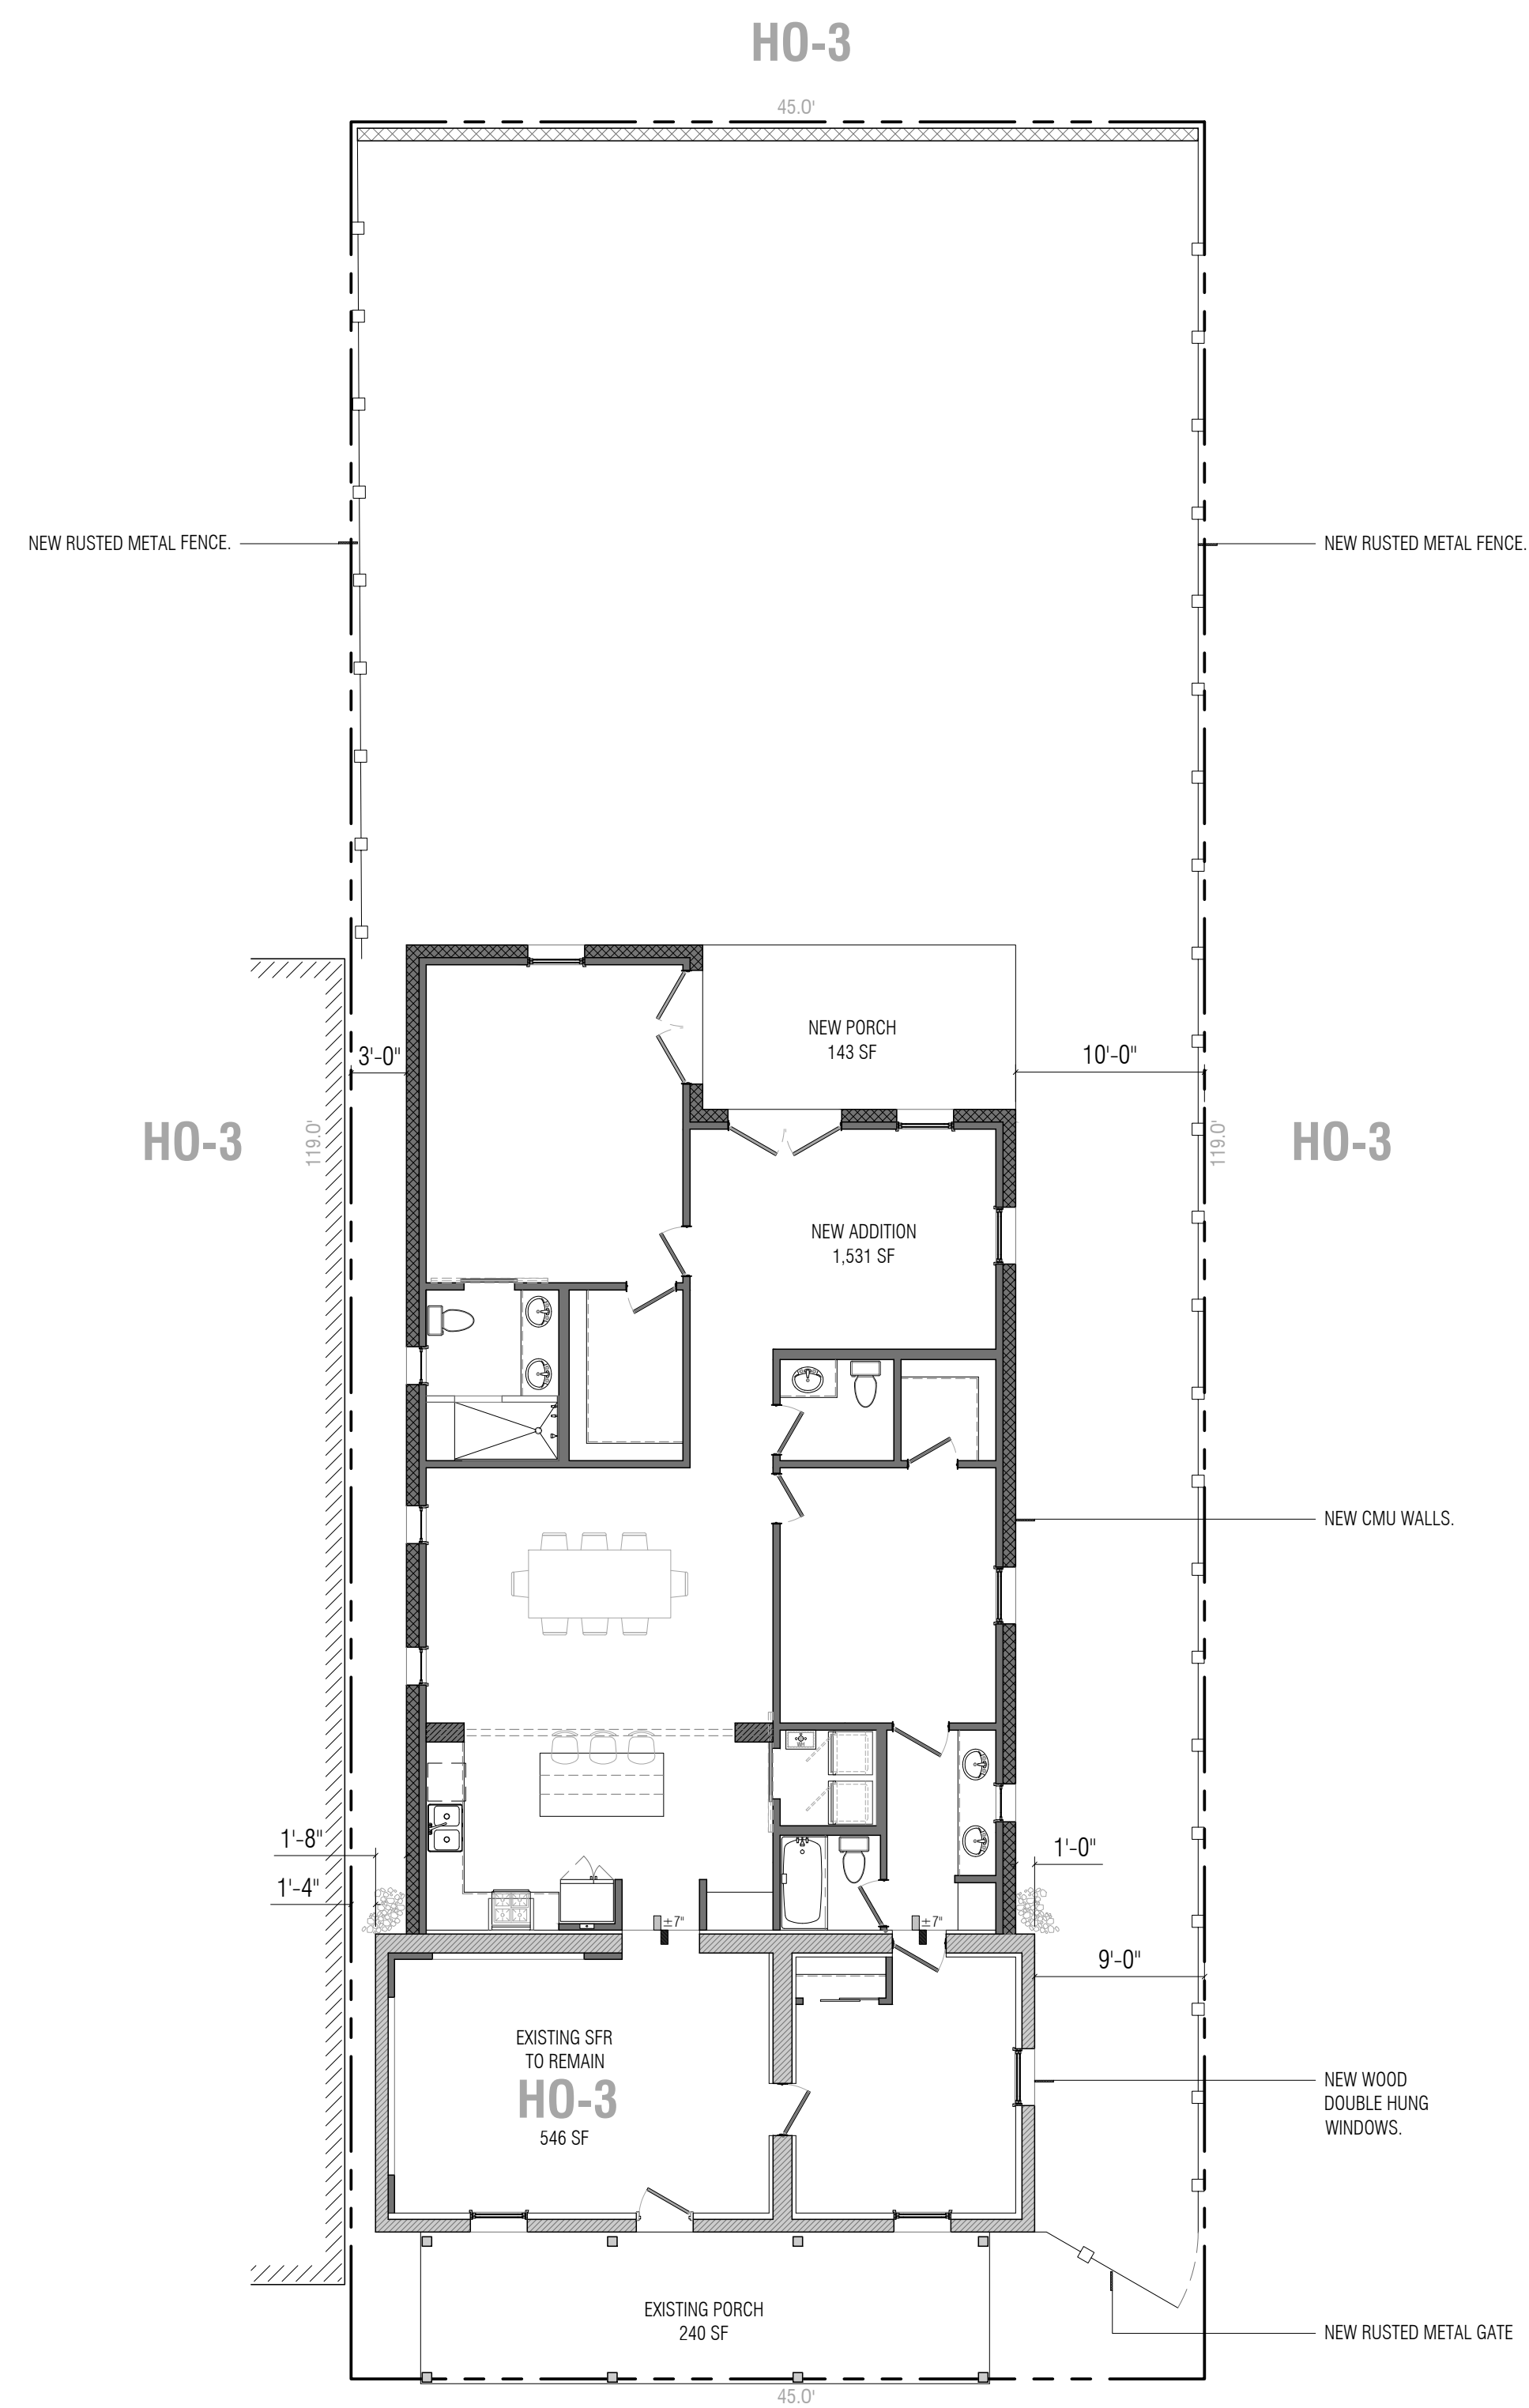 HO-3
45.0'
NEW RUSTED METAL FENCE.
NEW RUSTED METAL FENCE.
NEW PORCH
143 SF
3'-0"
10'-0"
HO-3
119.0'
119.0'
HO-3
NEW ADDITION
1,531 SF
NEW CMU WALLS.
WH
1'-8"
1'-0"
1'-4"
±7"
±7"
9'-0"
EXISTING SFR
TO REMAIN
HO-3
546 SF
NEW WOOD
DOUBLE HUNG
WINDOWS.
EXISTING PORCH
240 SF
NEW RUSTED METAL GATE
45.0'